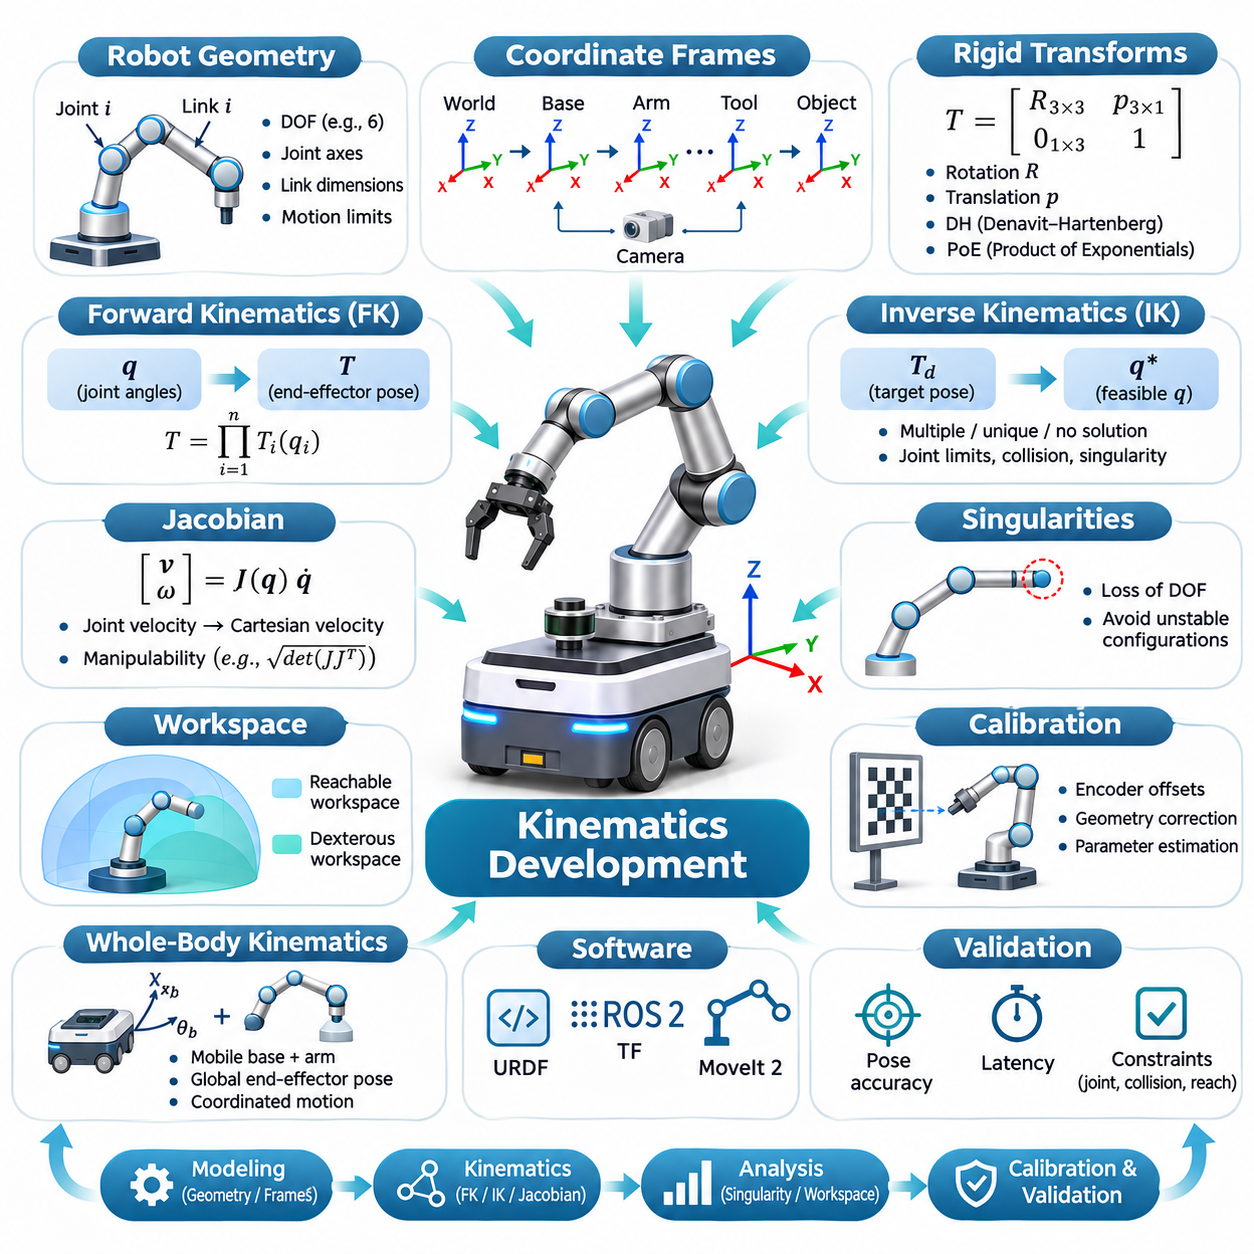 Robot Geometry
Joint i
Link i
• DOF (e.g., 6)
• Joint axes
• Link dimensions
• Motion limits
Coordinate Frames
World Base Arm Tool Object
Z Z Z Z Z
Y Y Y ... Y Y
X X X X X
Camera
Rigid Transforms
T = [ R3×3 p3×1
01×3 1 ]
• Rotation R
• Translation p
• DH (Denavit–Hartenberg)
• PoE (Product of Exponentials)
Forward Kinematics (FK)
q
(joint angles)
T
(end-effector pose)
T = ∏ i=1 n Ti(qi)
Inverse Kinematics (IK)
Td
(target pose)
q*
(feasible q)
• Multiple / unique / no solution
• Joint limits, collision, singularity
Jacobian
[ v
ω ] = J(q) q̇
• Joint velocity → Cartesian velocity
• Manipulability (e.g., √det(JJᵀ))
Z
Y
X
Singularities
• Loss of DOF
• Avoid unstable
configurations
Workspace
Reachable
workspace
Dexterous
workspace
Kinematics
Development
Calibration
• Encoder offsets
• Geometry correction
• Parameter estimation
Whole-Body Kinematics
X
xb
θb
+
• Mobile base + arm
• Global end-effector pose
• Coordinated motion
Software
</>
URDF
ROS 2
TF
MoveIt 2
Validation
Pose
accuracy
Latency
Constraints
(joint, collision, reach)
Modeling
(Geometry / Frames)
Kinematics
(FK / IK / Jacobian)
Analysis
(Singularity / Workspace)
Calibration &
Validation